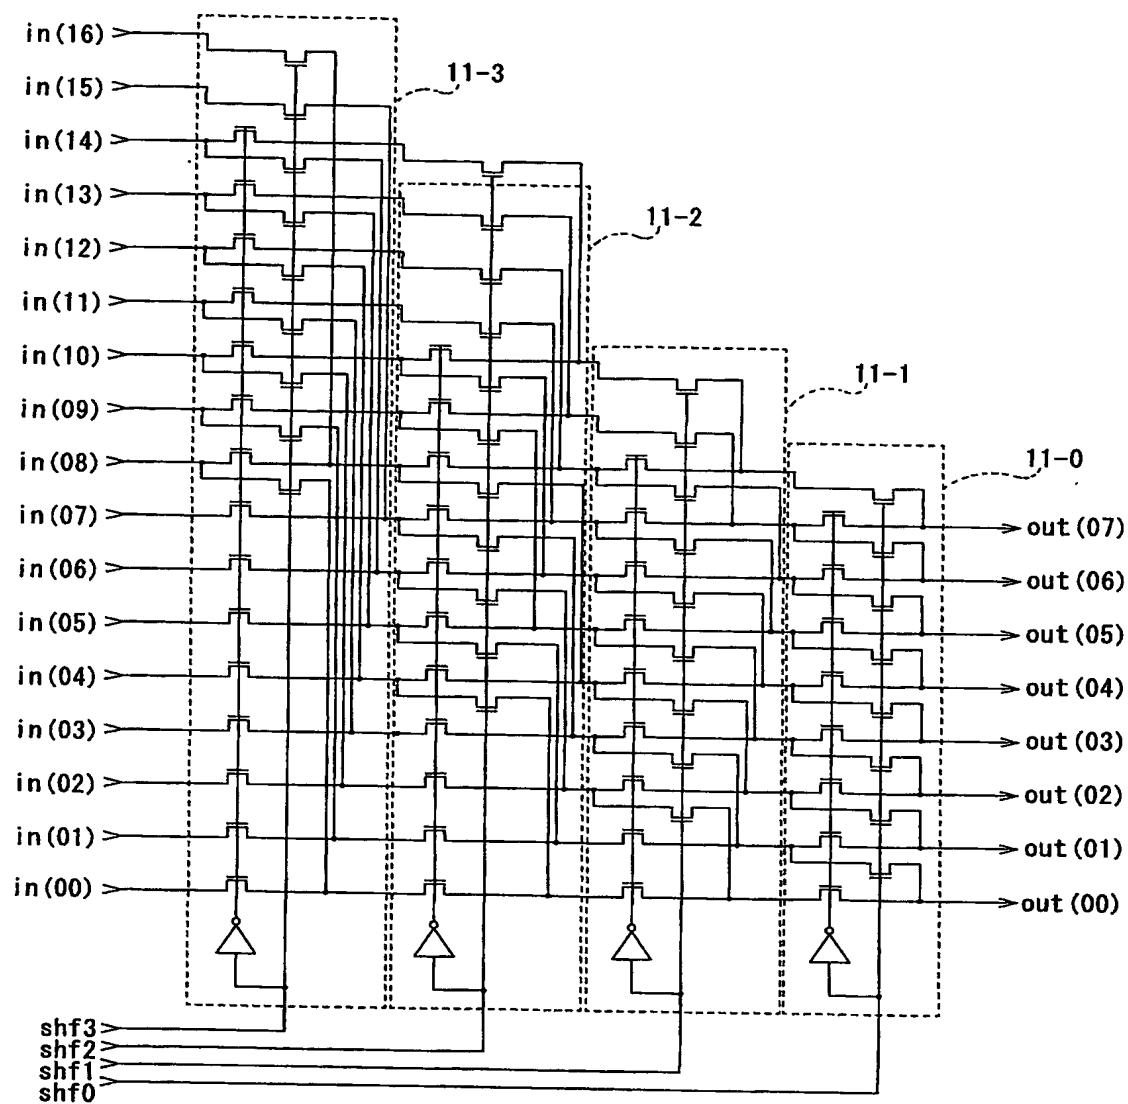 in(16)
in(15)
11-3
in(14)
in(13)
11-2
in(12)
in(11)
in(10)
11-1
in(09)
in(08)
11-0
in(07)
out(07)
in(06)
out(06)
in(05)
out(05)
in(04)
out(04)
in(03)
out(03)
in(02)
out(02)
in(01)
out(01)
in(00)
out(00)
shf3
shf2
shf1
shf0